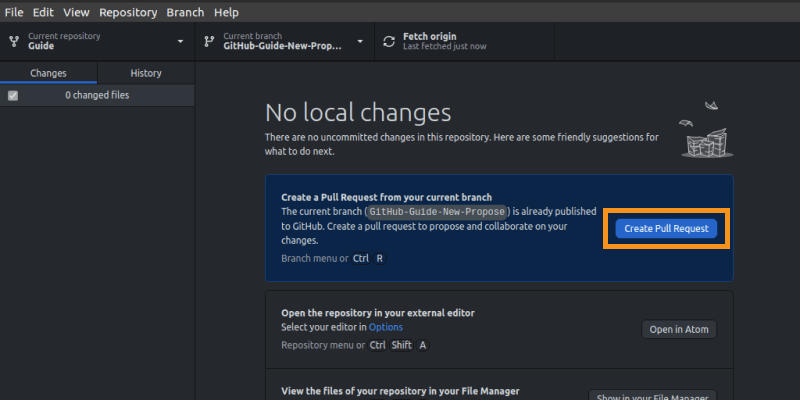 File Edit View Repository Branch Help
Current repository
Guide
Current branch
GitHub-Guide-New-Prop...
Fetch origin
Last fetched just now
Changes
History
0 changed files
No local changes
There are no uncommitted changes in this repository. Here are some friendly suggestions for
what to do next.
Create a Pull Request from your current branch
The current branch (GitHub-Guide-New-Propose) is already published
to GitHub. Create a pull request to propose and collaborate on your
changes.
Branch menu or Ctrl R
Create Pull Request
Open the repository in your external editor
Select your editor in Options
Repository menu or Ctrl Shift A
Open in Atom
View the files of your repository in your File Manager
Show in your File Manager